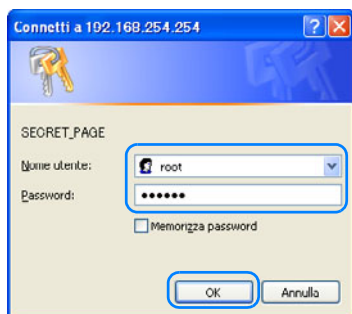 Connetti a 192.168.254.254
SECRET_PAGE
Nome utente:
root
Password:
••••••
Memorizza password
OK
Annulla